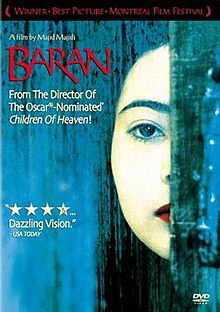 WINNER • BEST PICTURE • MONTREAL FILM FESTIVAL
A film by Majid Majidi
BARAN
From The Director Of
The Oscar®-Nominated
Children Of Heaven!
Dazzling Vision."
-USA TODAY
DVD
VIDEO